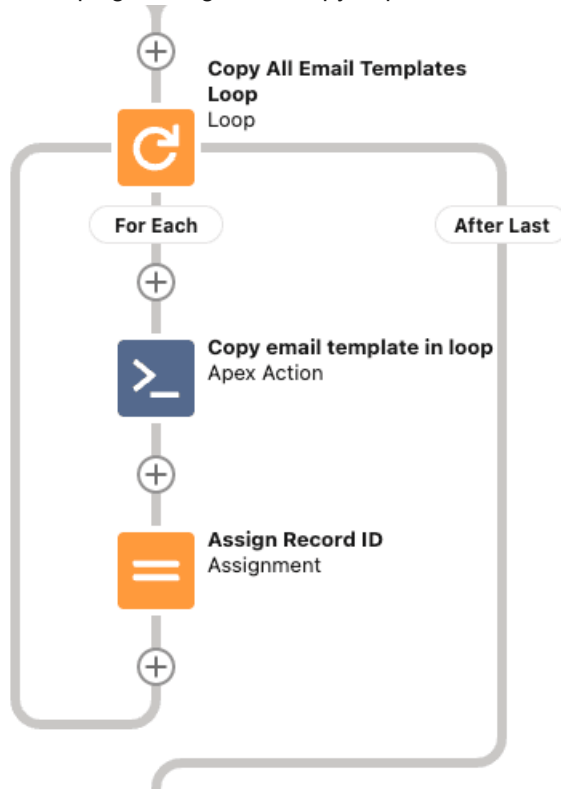 Copy All Email Templates
Loop
Loop
For Each
After Last
Copy email template in loop
Apex Action
Assign Record ID
Assignment